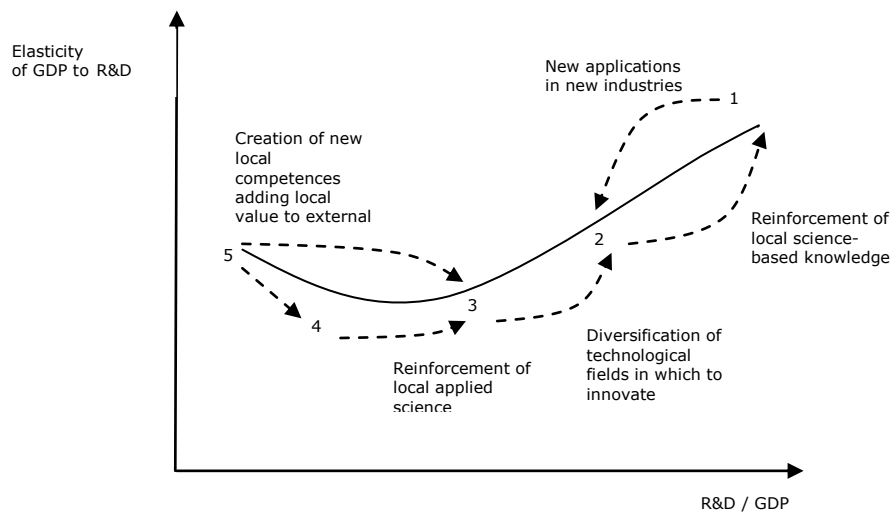 Elasticity
of GDP to R&D
New applications
in new industries
1
Creation of new
local
competences
adding local
value to external
Reinforcement of
local science-
based knowledge
2
5
3
4
Reinforcement of
local applied
science
Diversification of
technological
fields in which to
innovate
R&D / GDP